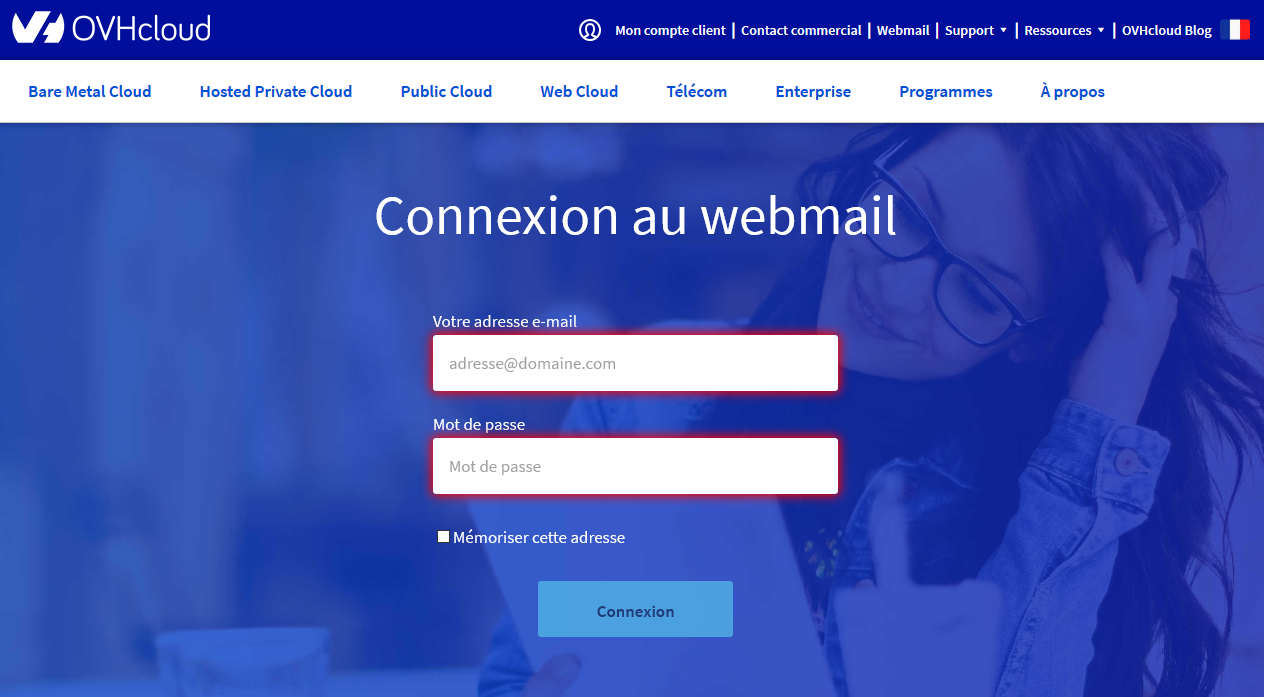 OVHcloud
Mon compte client | Contact commercial | Webmail | Support | Ressources | OVHcloud Blog
Bare Metal Cloud Hosted Private Cloud Public Cloud Web Cloud Télécom Enterprise Programmes À propos
Connexion au webmail
Votre adresse e-mail
adresse@domaine.com
Mot de passe
Mot de passe
Mémoriser cette adresse
Connexion